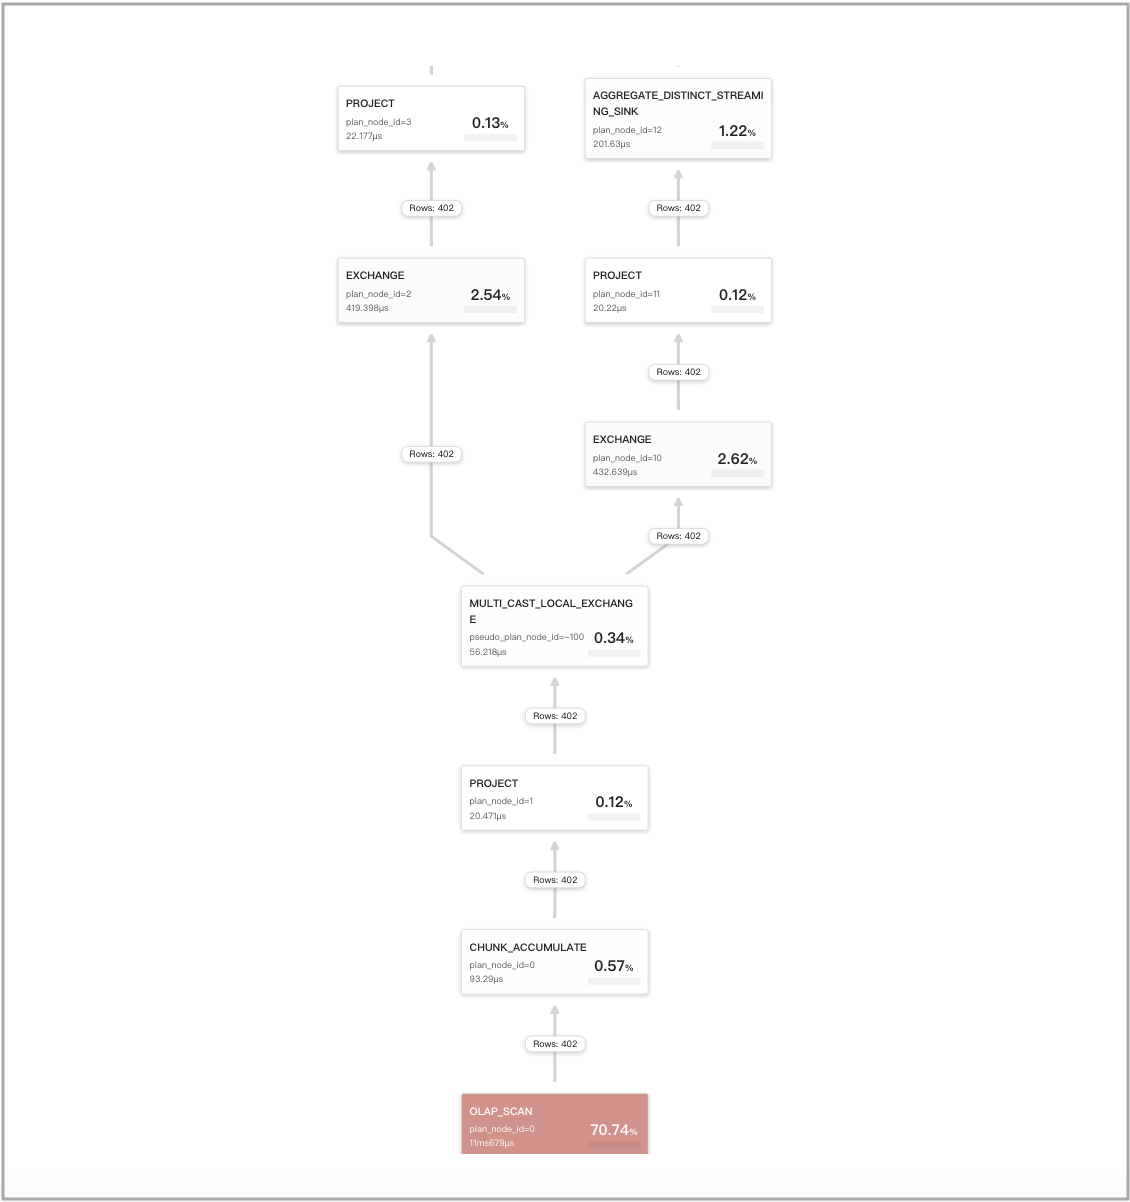 PROJECT
plan_node_id=3
22.177μs
0.13%
AGGREGATE_DISTINCT_STREAMI
NG_SINK
plan_node_id=12
201.63μs
1.22%
Rows: 402
Rows: 402
EXCHANGE
plan_node_id=2
419.398μs
2.54%
PROJECT
plan_node_id=11
20.22μs
0.12%
Rows: 402
EXCHANGE
plan_node_id=10
432.639μs
2.62%
Rows: 402
Rows: 402
MULTI_CAST_LOCAL_EXCHANG
E
pseudo_plan_node_id=-100
56.218μs
0.34%
Rows: 402
PROJECT
plan_node_id=1
20.471μs
0.12%
Rows: 402
CHUNK_ACCUMULATE
plan_node_id=0
93.29μs
0.57%
Rows: 402
OLAP_SCAN
plan_node_id=0
11ms679μs
70.74%